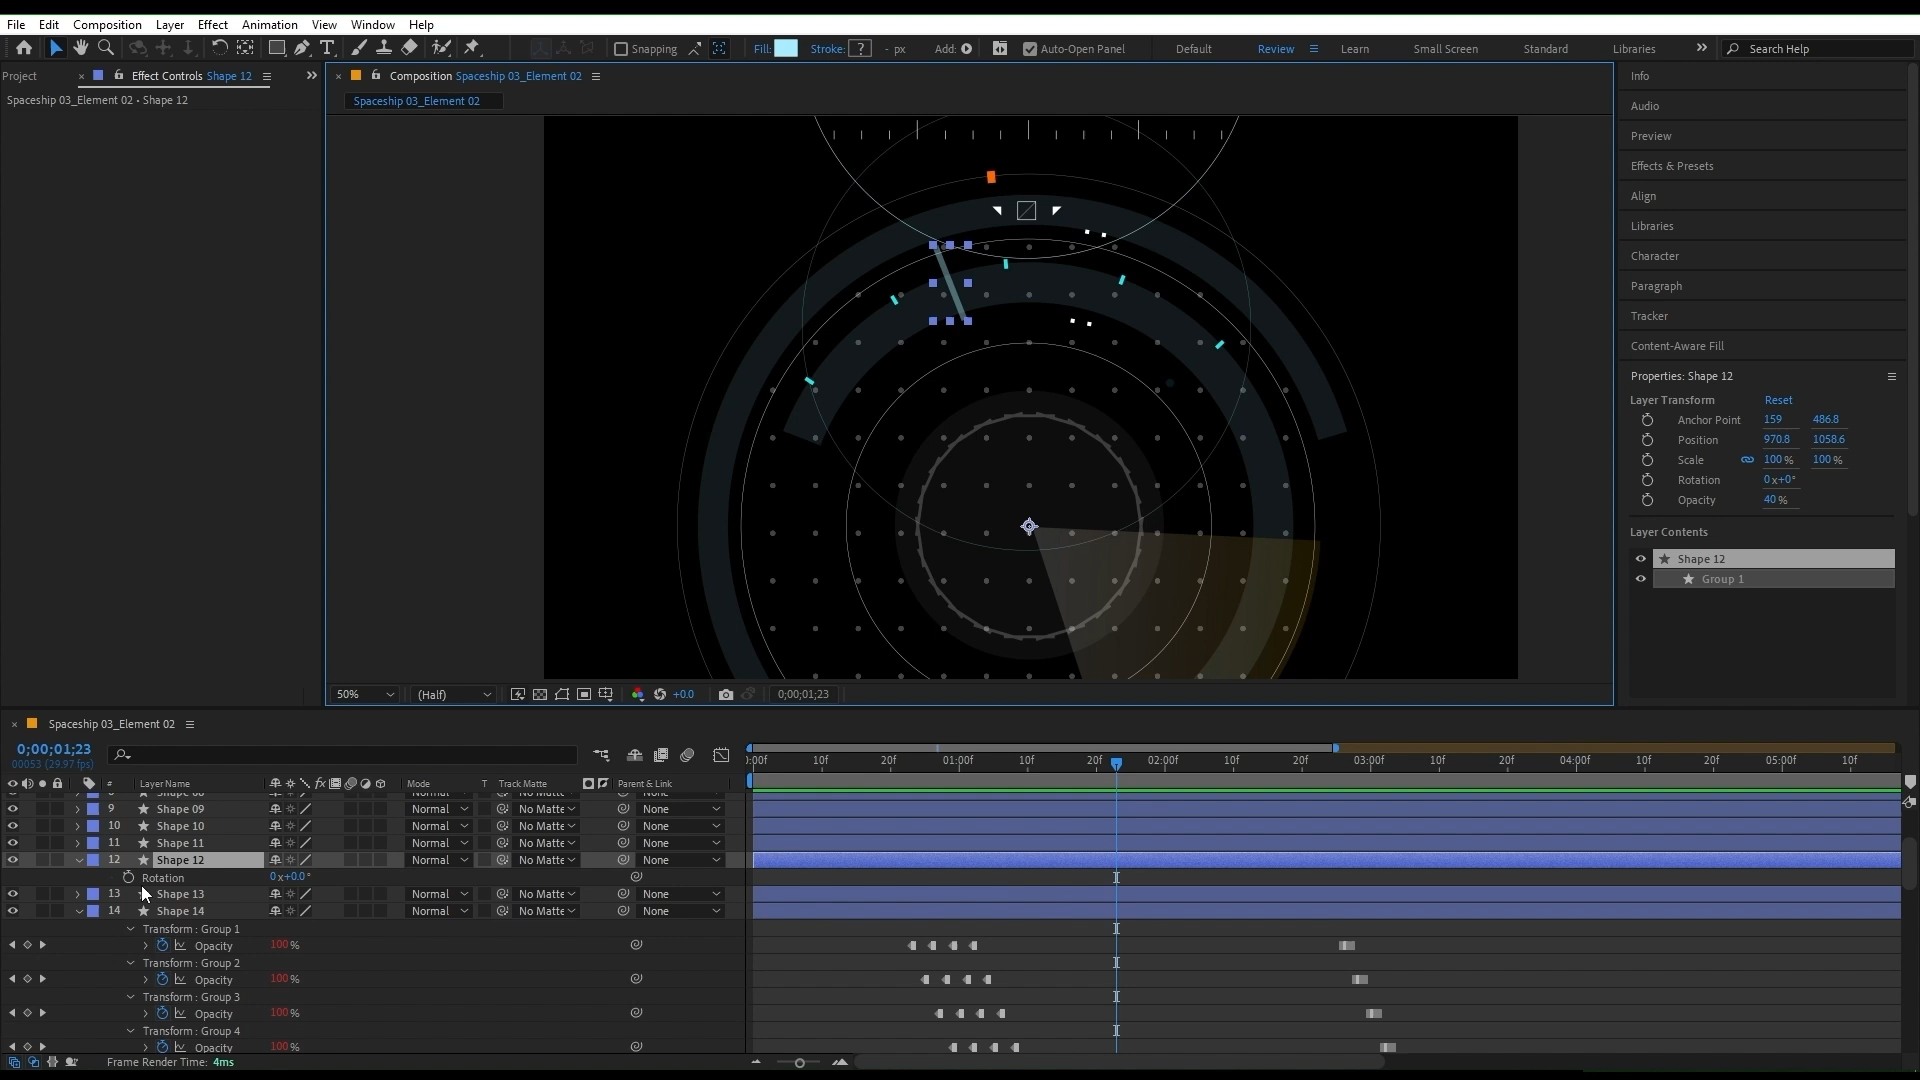 File Edit Composition Layer Effect Animation View Window Help
Snapping Fill: Stroke: ? - px Add: Auto-Open Panel Default Review Learn Small Screen Standard Libraries Search Help
Project Effect Controls Shape 12
Spaceship 03_Element 02 • Shape 12
Composition Spaceship 03_Element 02
Spaceship 03_Element 02
50% (Half) +0.0 0;00;01;23
Info
Audio
Preview
Effects & Presets
Align
Libraries
Character
Paragraph
Tracker
Content-Aware Fill
Properties: Shape 12
Layer Transform Reset
Anchor Point 159 486.8
Position 970.8 1058.6
Scale 100 % 100 %
Rotation 0x+0°
Opacity 40 %
Layer Contents
Shape 12
Group 1
Spaceship 03_Element 02
0;00;01;23
00053 (29.97 fps)
:00f 10f 20f 01:00f 10f 20f 02:00f 10f 20f 03:00f 10f 20f 04:00f 10f 20f 05:00f 10f
# Layer Name fx Mode T Track Matte Parent & Link
9 Shape 09 Normal No Matte None
10 Shape 10 Normal No Matte None
11 Shape 11 Normal No Matte None
12 Shape 12 Normal No Matte None
Rotation 0x+0.0°
13 Shape 13 Normal No Matte None
14 Shape 14 Normal No Matte None
Transform : Group 1
Opacity 100 %
Transform : Group 2
Opacity 100 %
Transform : Group 3
Opacity 100 %
Transform : Group 4
Opacity 100 %
Frame Render Time: 4ms